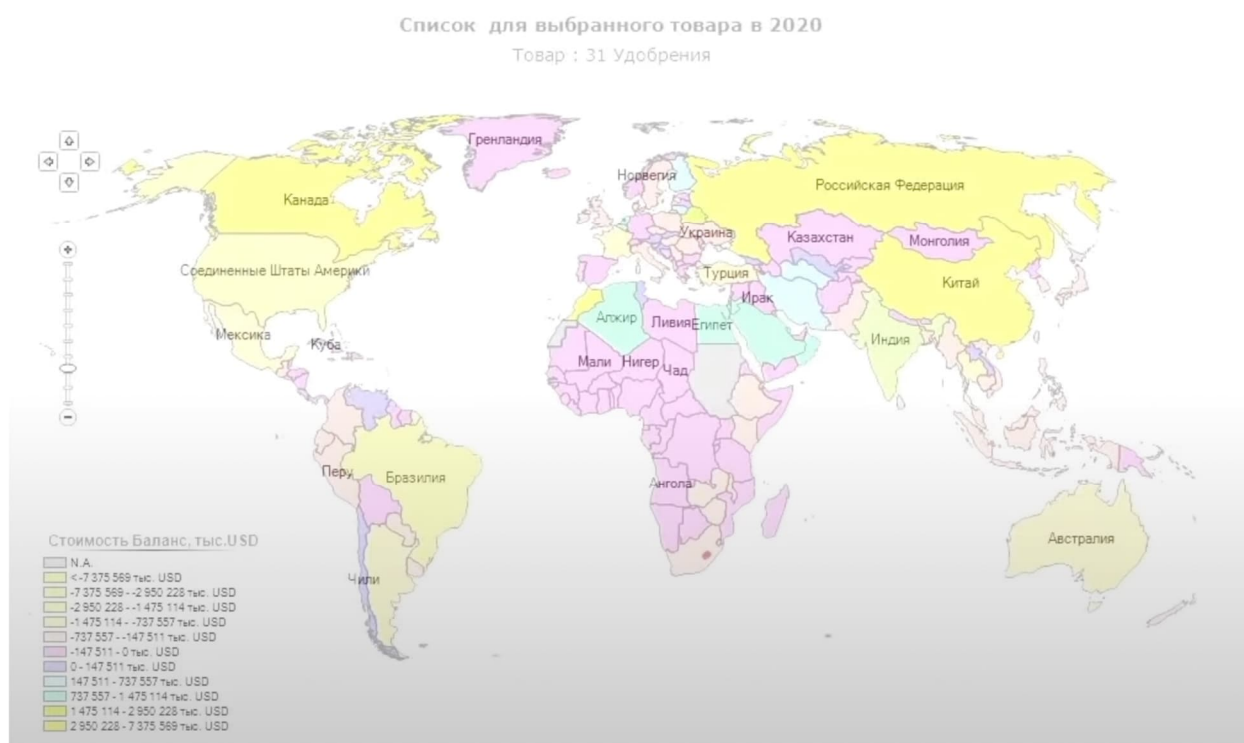 Список для выбранного товара в 2020
Товар : 31 Удобрения
Гренландия
Норвегия
Российская Федерация
Канада
Украина
Казахстан
Монголия
Соединенные Штаты Америки
Турция
Китай
Ирак
Алжир
Ливия
Египет
Мексика
Индия
Куба
Мали
Нигер
Чад
Перу
Бразилия
Ангола
Австралия
Чили
Стоимость Баланс, тыс.USD
N.A.
<-7 375 569 тыс. USD
-7 375 569 - -2 950 228 тыс. USD
-2 950 228 - -1 475 114 тыс. USD
-1 475 114 - -737 557 тыс. USD
-737 557 - -147 511 тыс. USD
-147 511 - 0 тыс. USD
0 - 147 511 тыс. USD
147 511 - 737 557 тыс. USD
737 557 - 1 475 114 тыс. USD
1 475 114 - 2 950 228 тыс. USD
2 950 228 - 7 375 569 тыс. USD